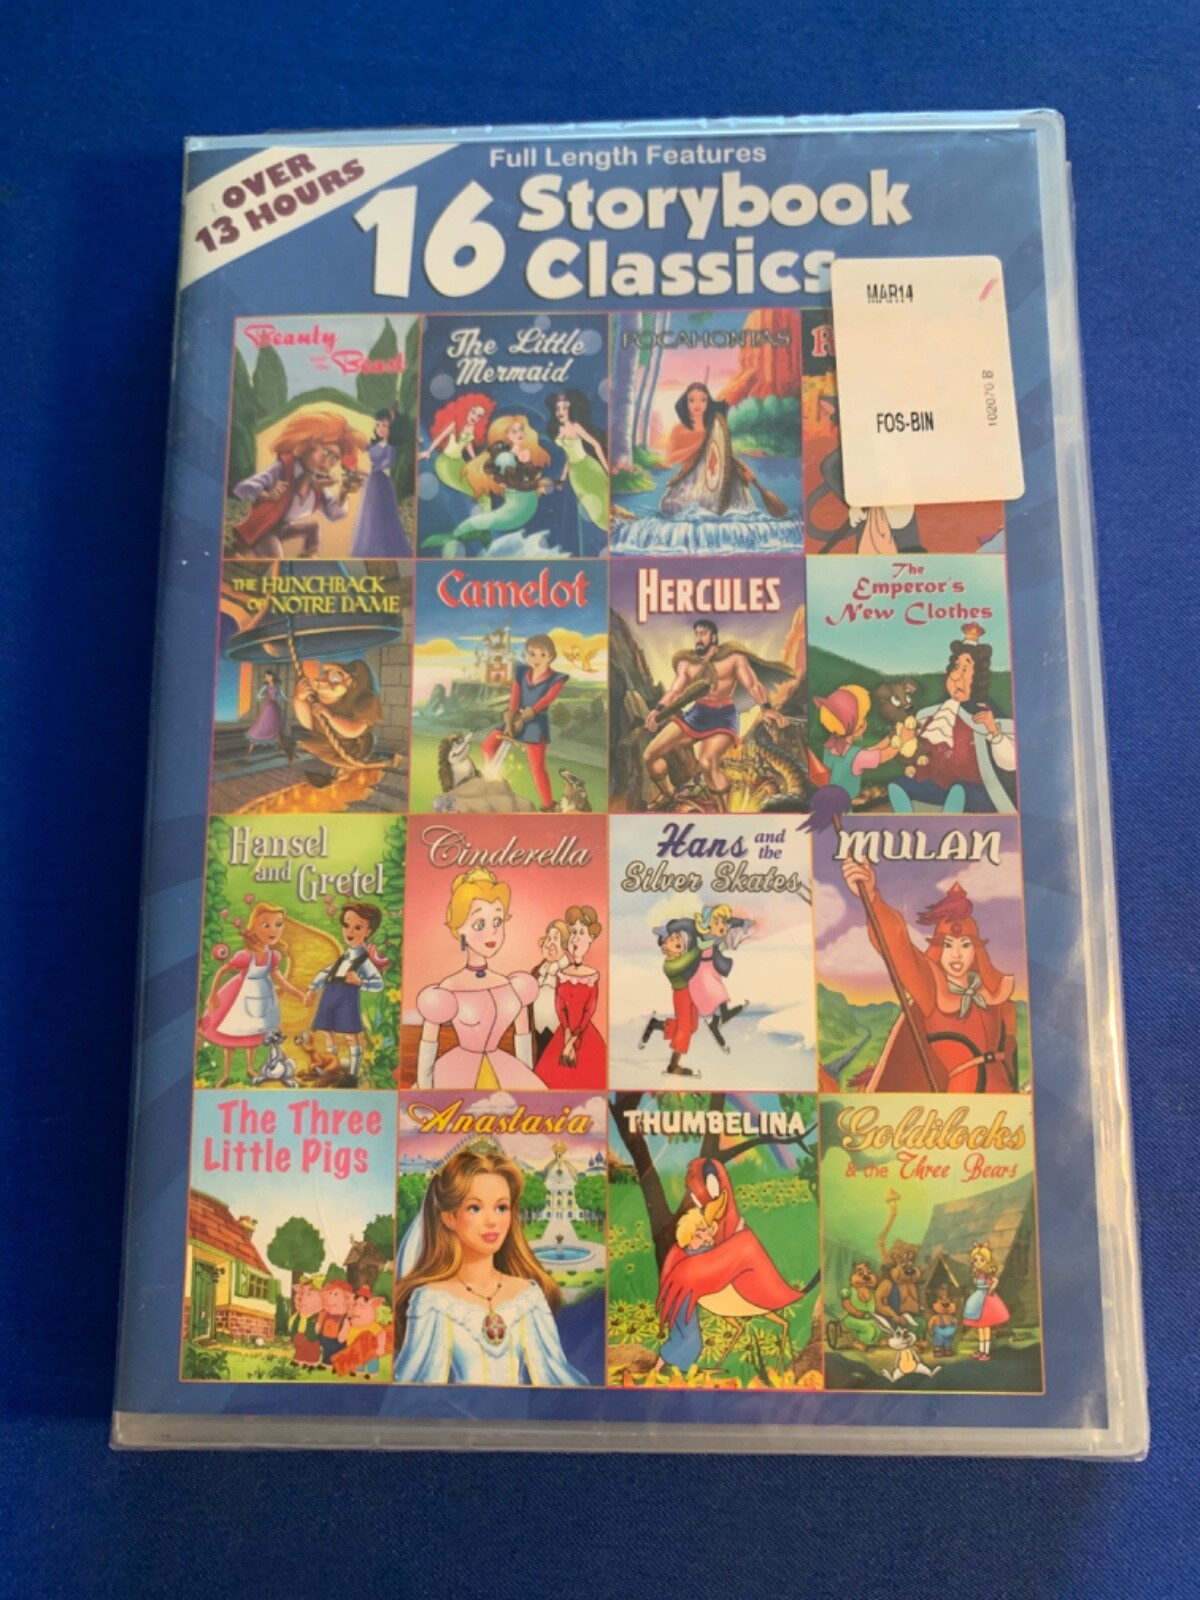 OVER
13 HOURS
Full Length Features
16 Storybook
Classics
MAR14
FOS-BIN
102070 B
Beauty
and the Beast
The Little
Mermaid
POCAHONTAS
THE HUNCHBACK
OF NOTRE DAME
Camelot
HERCULES
The
Emperor's
New Clothes
Hansel
and Gretel
Cinderella
Hans and
the
Silver Skates
MULAN
The Three
Little Pigs
Anastasia
THUMBELINA
Goldilocks
& the Three Bears